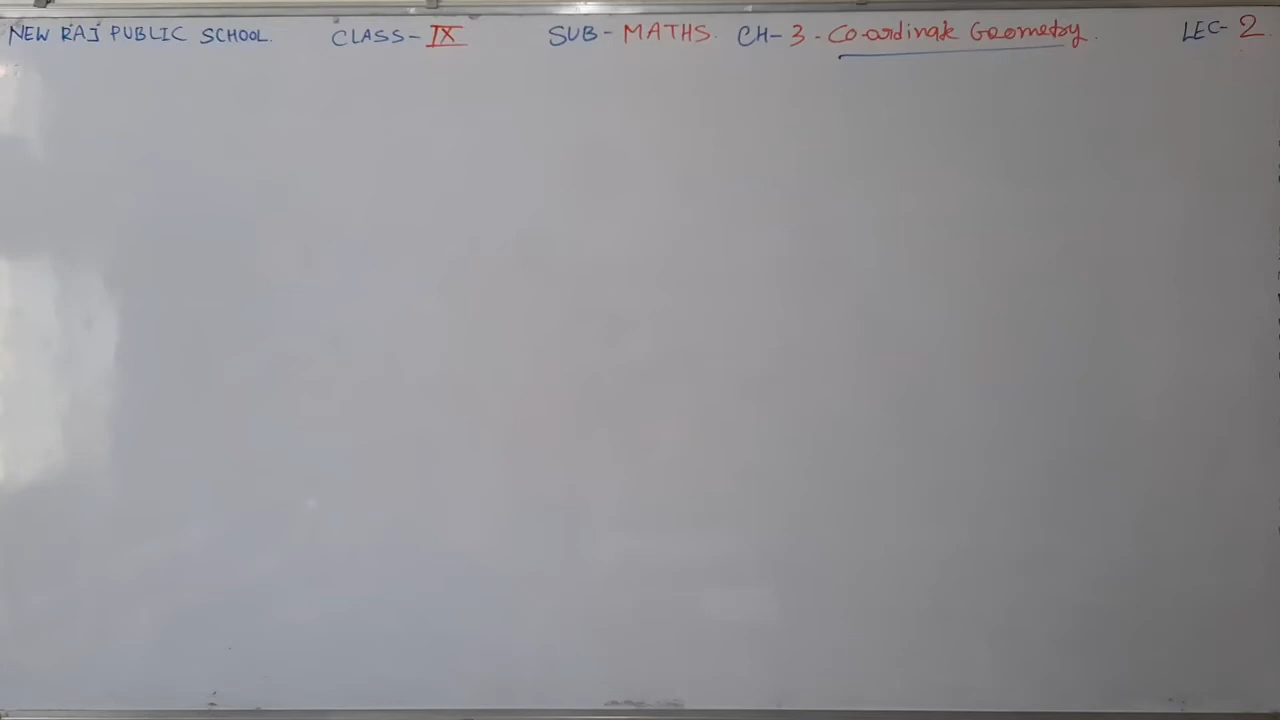 NEW RAJ PUBLIC SCHOOL. CLASS- IX SUB- MATHS. CH- 3 - Co-ordinate Geometry. LEC- 2